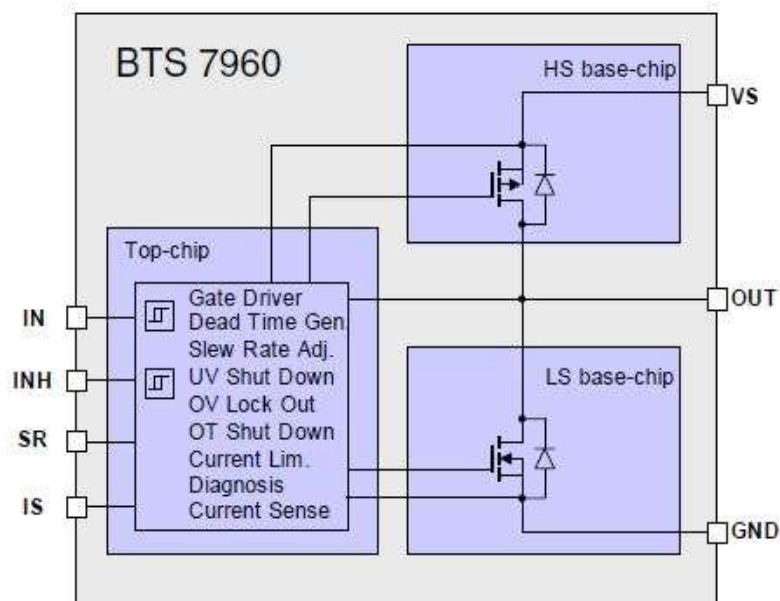 BTS 7960
HS base-chip
VS
Top-chip
Gate Driver
Dead Time Gen.
Slew Rate Adj.
UV Shut Down
OV Lock Out
OT Shut Down
Current Lim.
Diagnosis
Current Sense
IN
INH
SR
IS
OUT
LS base-chip
GND